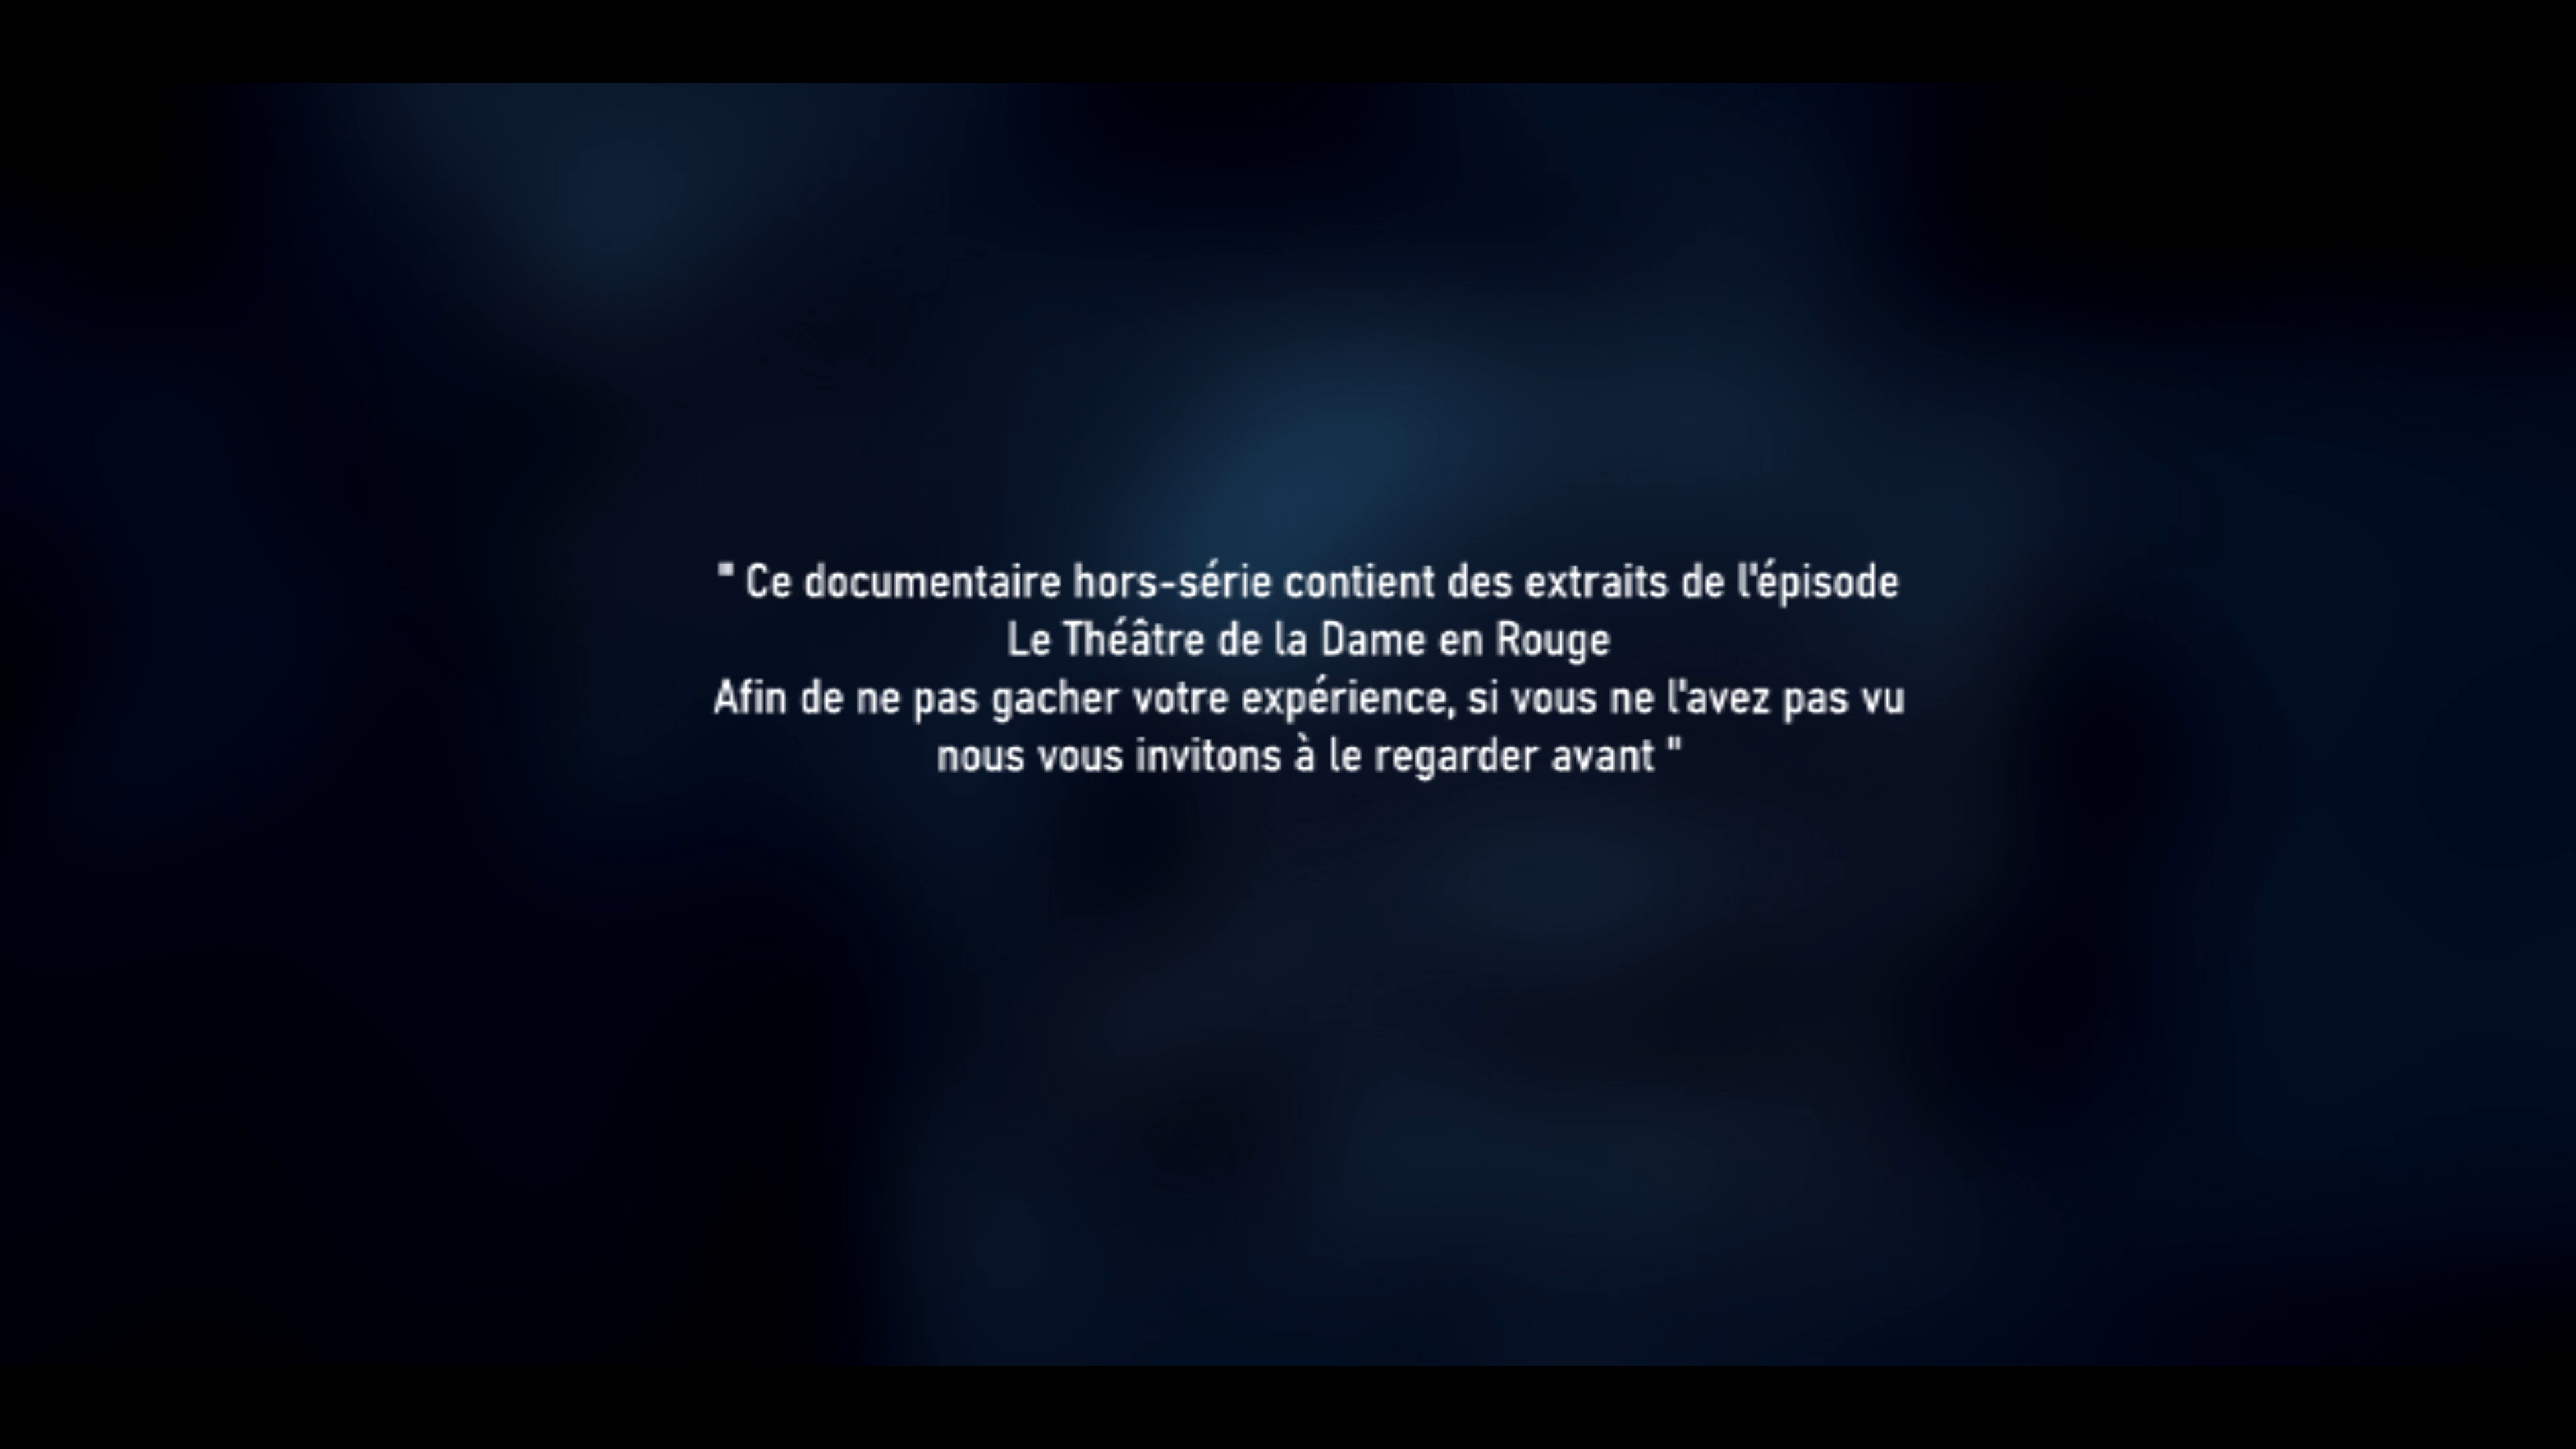 " Ce documentaire hors-série contient des extraits de l'épisode
Le Théâtre de la Dame en Rouge
Afin de ne pas gacher votre expérience, si vous ne l'avez pas vu
nous vous invitons à le regarder avant "